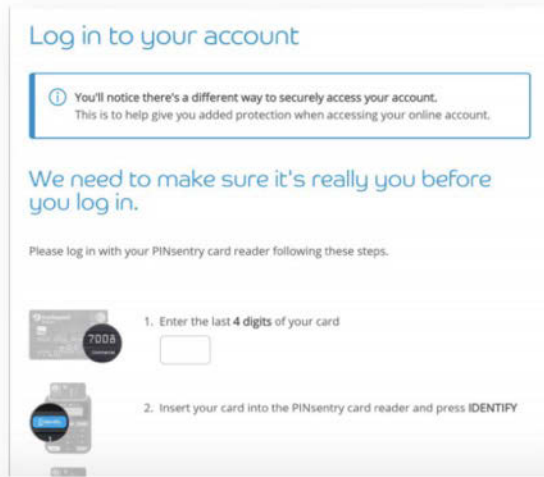 Log in to your account
You'll notice there's a different way to securely access your account.
This is to help give you added protection when accessing your online account.
We need to make sure it's really you before
you log in.
Please log in with your PINsentry card reader following these steps.
1. Enter the last 4 digits of your card
7008
2. Insert your card into the PINsentry card reader and press IDENTIFY